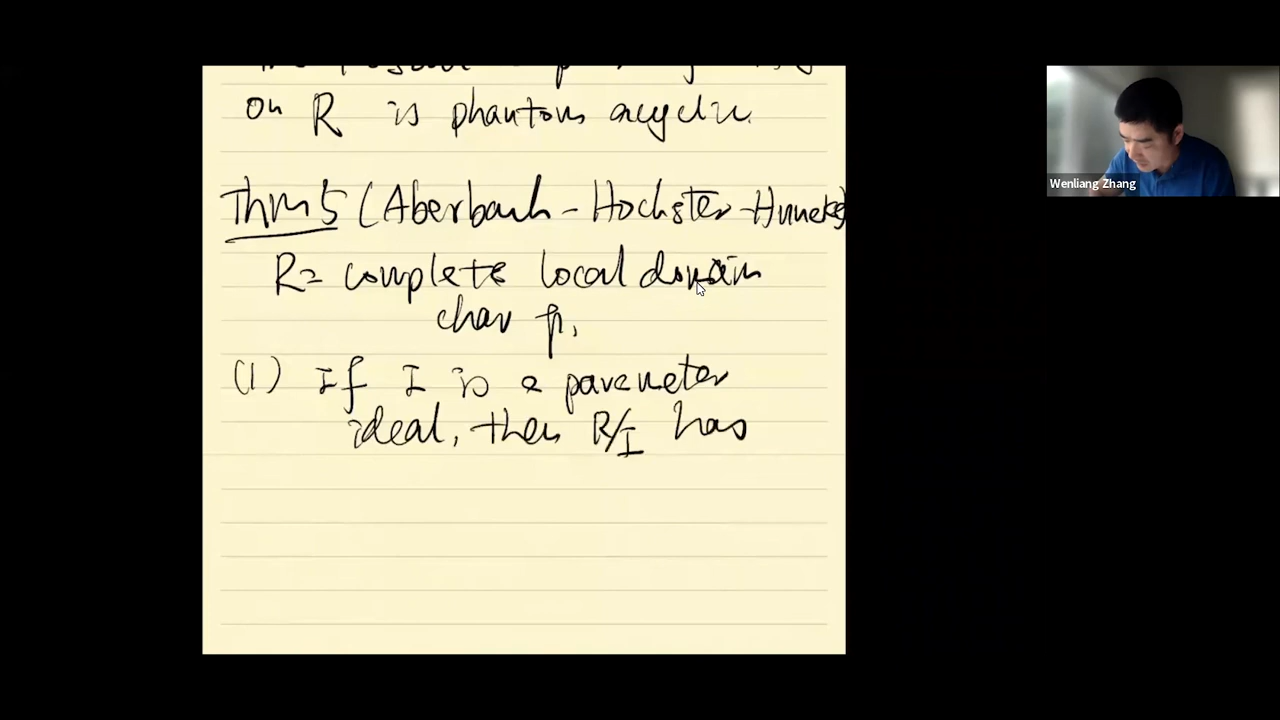 on R is phantom acyclic.
Thm 5 (Aberbach - Hochster - Huneke)
R = complete local domain
char p.
(1) If I is a parameter
ideal, then R/I has
Wenliang Zhang